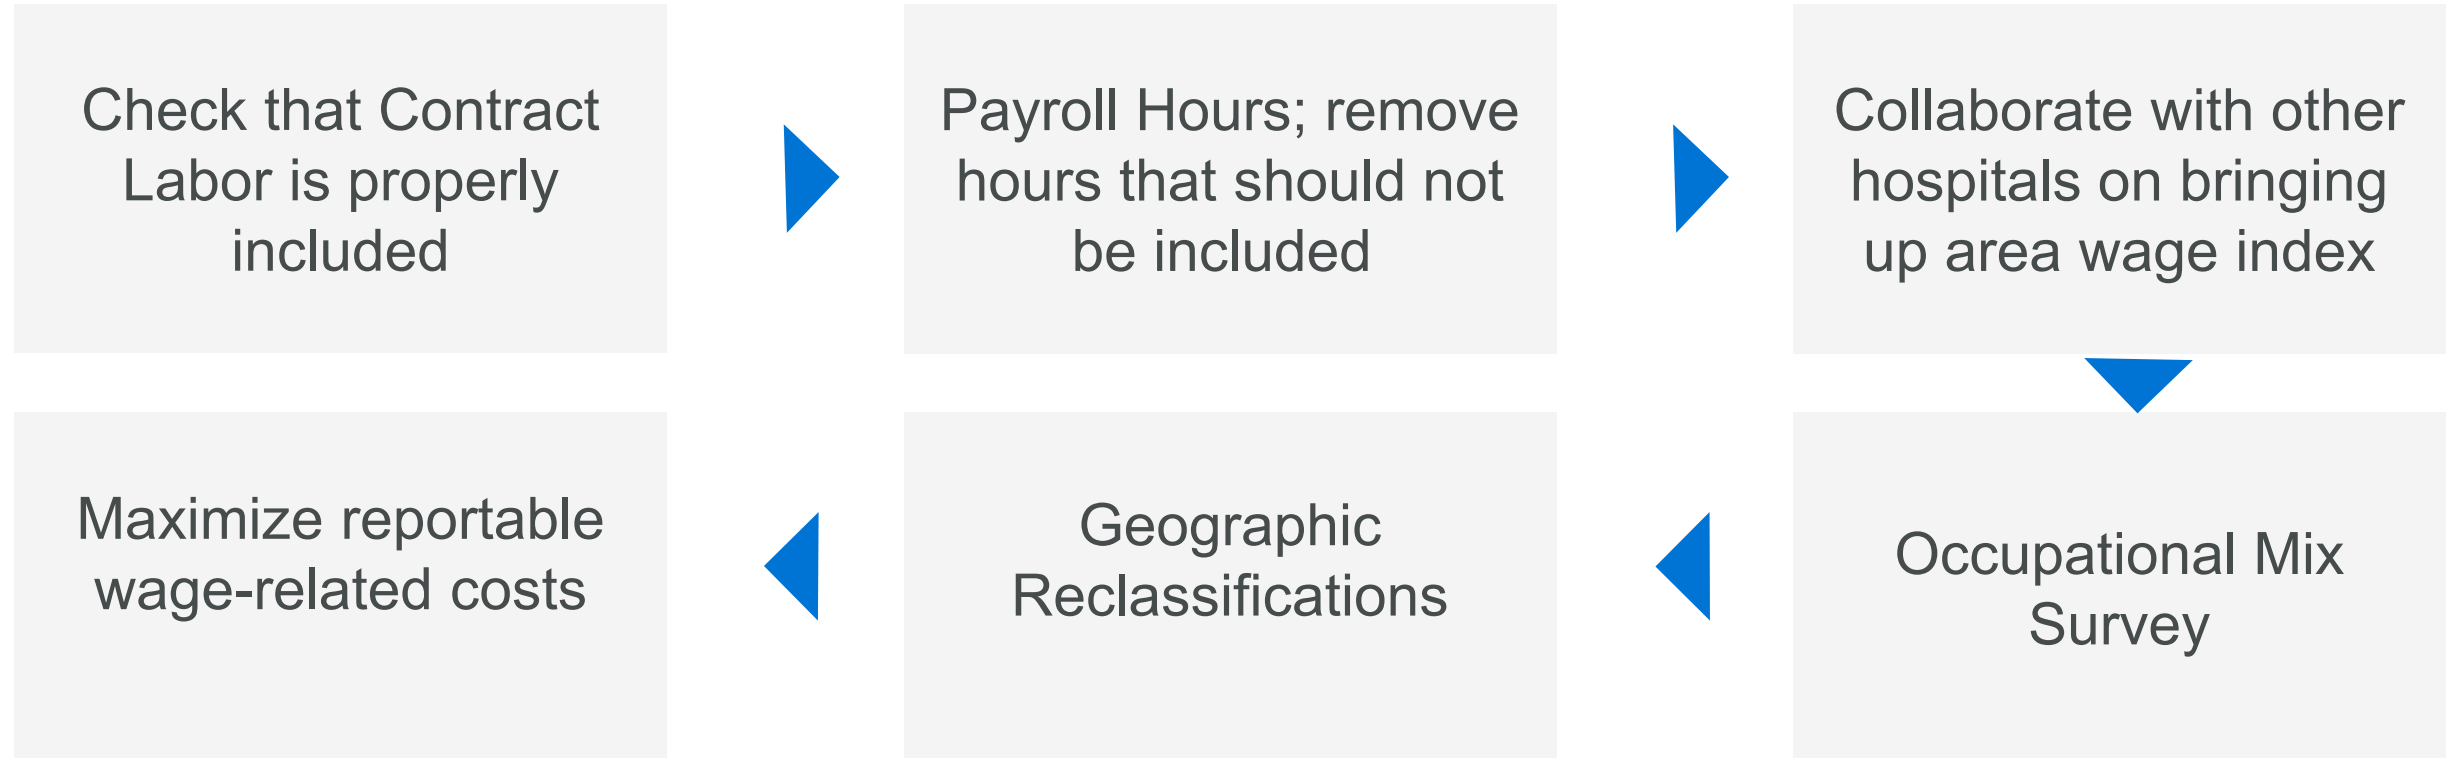 Check that Contract
Labor is properly
included
Payroll Hours; remove
hours that should not
be included
Collaborate with other
hospitals on bringing
up area wage index
Occupational Mix
Survey
Geographic
Reclassifications
Maximize reportable
wage-related costs